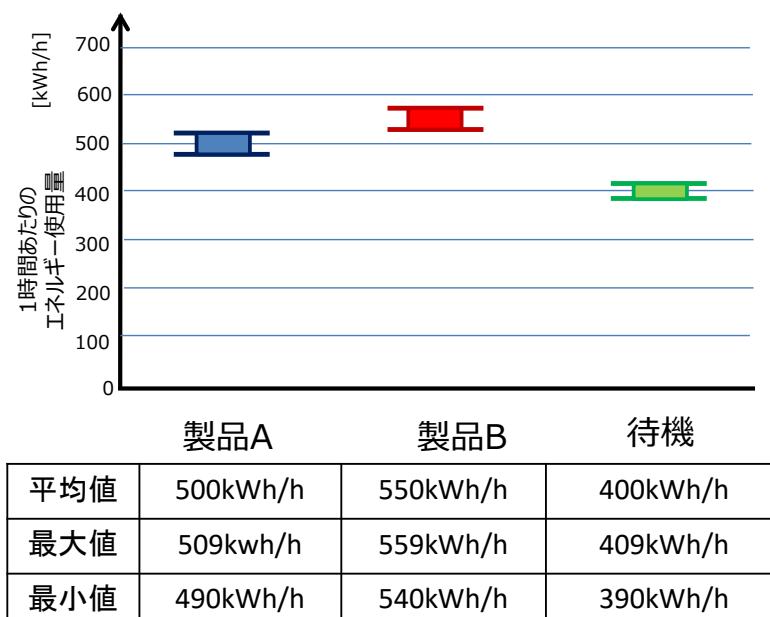 [kWh/h]
1時間あたりの
エネルギー使用量
700
600
500
400
300
200
100
0
製品A 製品B 待機
平均値 500kWh/h 550kWh/h 400kWh/h
最大値 509kwh/h 559kWh/h 409kWh/h
最小値 490kWh/h 540kWh/h 390kWh/h